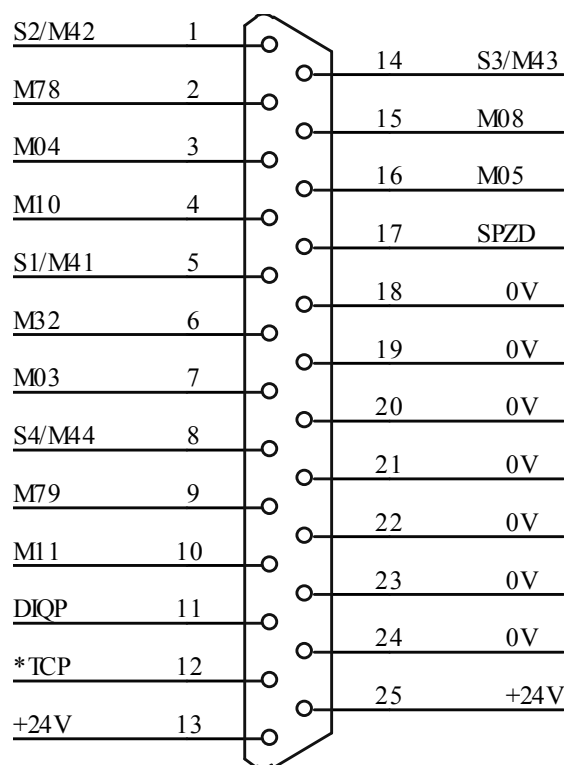 S2/M42 1
14 S3/M43
M78 2
15 M08
M04 3
16 M05
M10 4
17 SPZD
S1/M41 5
18 0V
M32 6
19 0V
M03 7
20 0V
S4/M44 8
21 0V
M79 9
22 0V
M11 10
23 0V
DIQP 11
24 0V
*TCP 12
25 +24V
+24V 13